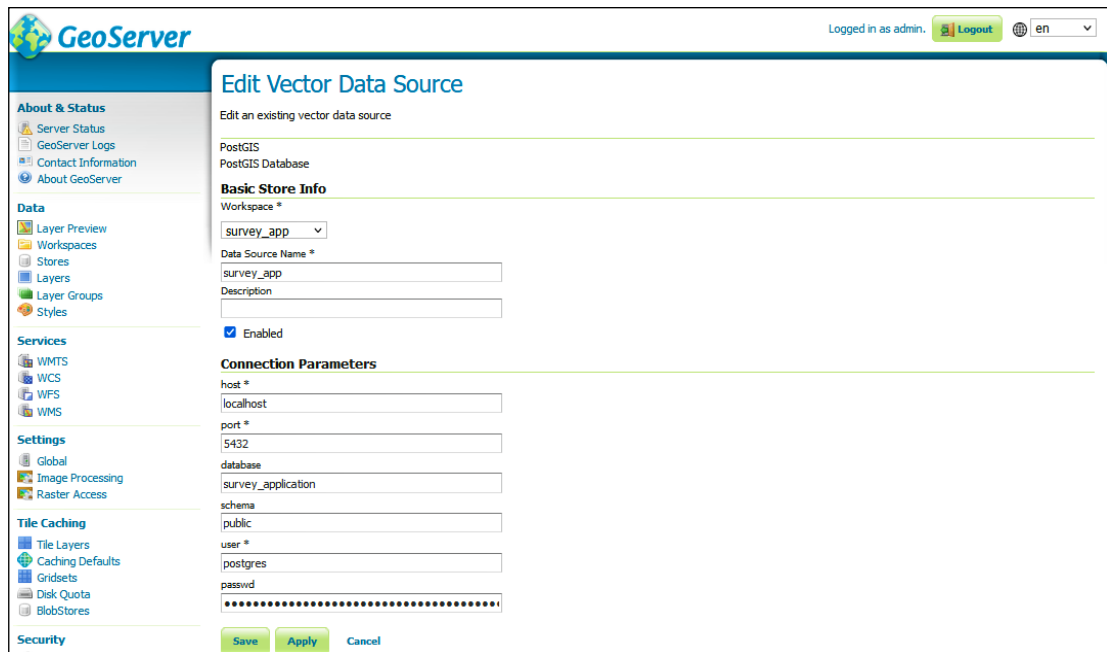 GeoServer
Logged in as admin.
Logout
en
Edit Vector Data Source
Edit an existing vector data source
About & Status
Server Status
GeoServer Logs
Contact Information
About GeoServer
Data
Layer Preview
Workspaces
Stores
Layers
Layer Groups
Styles
Services
WMTS
WCS
WFS
WMS
Settings
Global
Image Processing
Raster Access
Tile Caching
Tile Layers
Caching Defaults
Gridsets
Disk Quota
BlobStores
Security
PostGIS
PostGIS Database
Basic Store Info
Workspace *
survey_app
Data Source Name *
survey_app
Description
Enabled
Connection Parameters
host *
localhost
port *
5432
database
survey_application
schema
public
user *
postgres
passwd
Save Apply Cancel